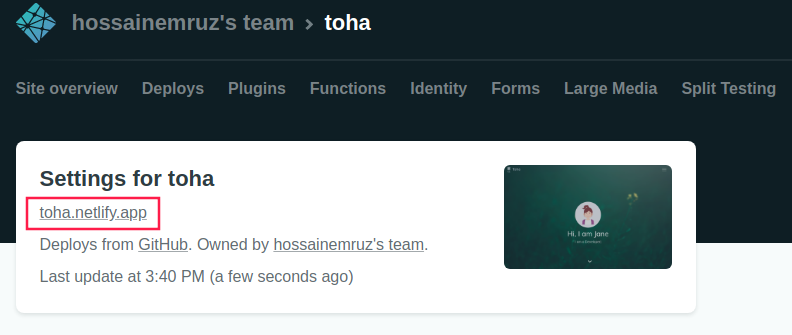 hossainemruz's team > toha
Site overview Deploys Plugins Functions Identity Forms Large Media Split Testing
Settings for toha
toha.netlify.app
Deploys from GitHub. Owned by hossainemruz's team.
Last update at 3:40 PM (a few seconds ago)
toha
Hi, I am Jane